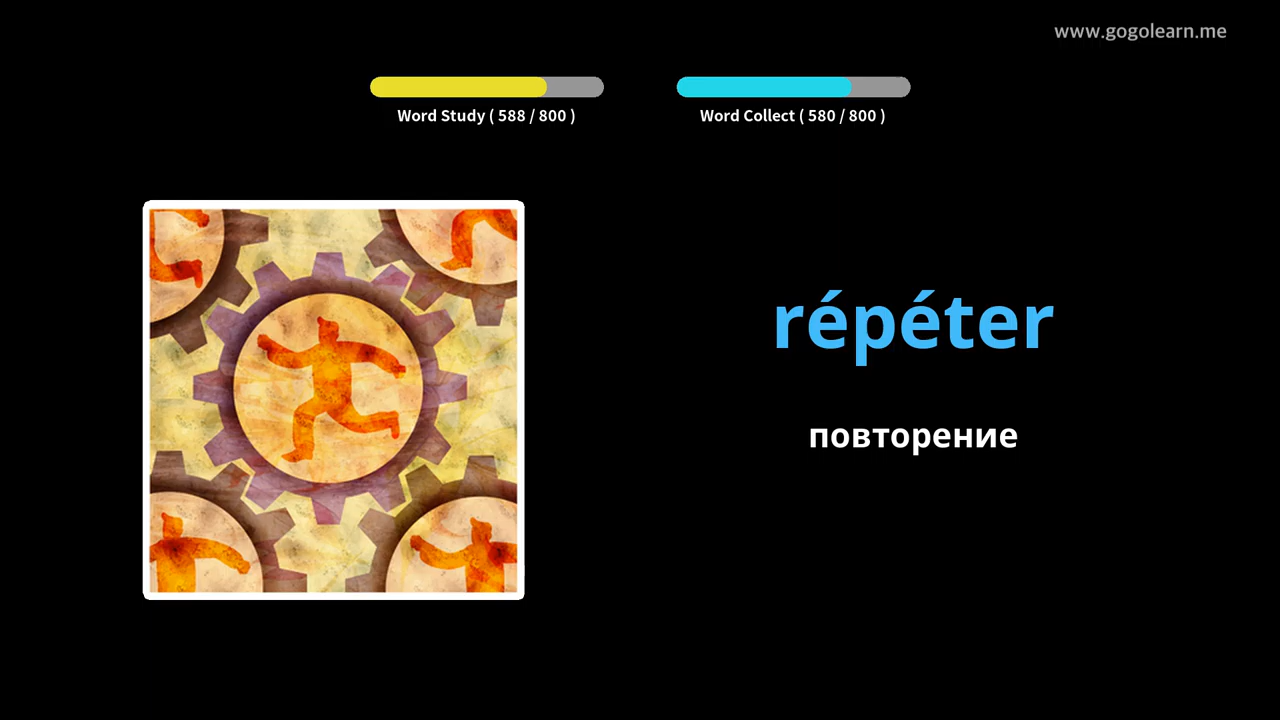 www.gogolearn.me
Word Study ( 588 / 800 )
Word Collect ( 580 / 800 )
répéter
повторение